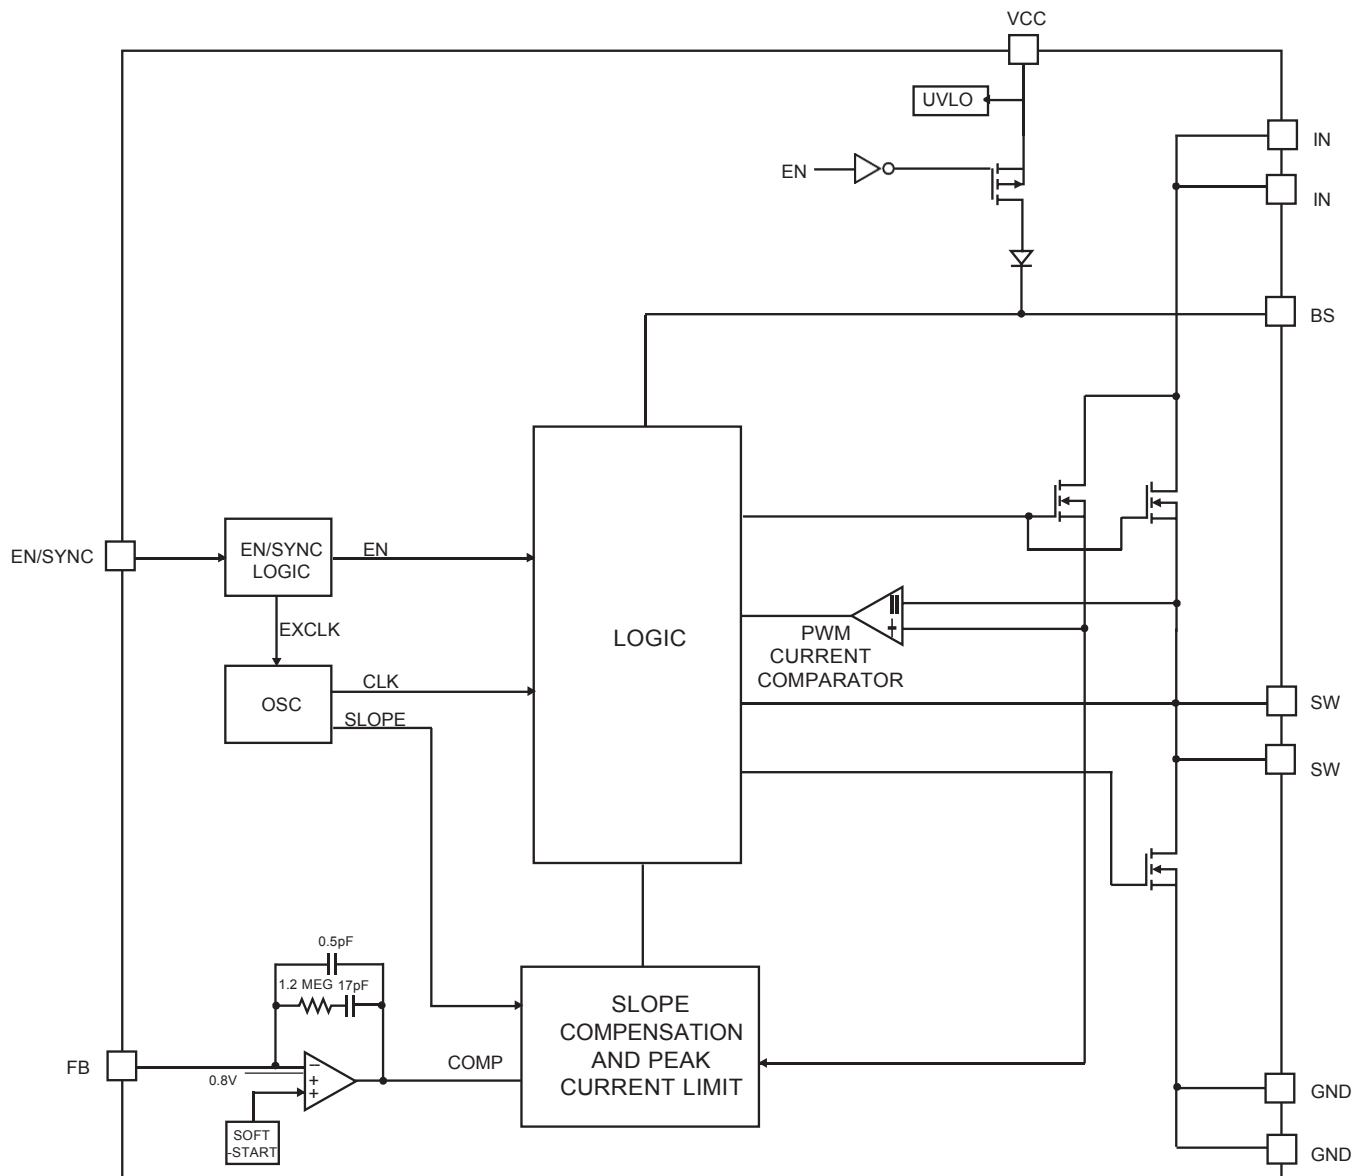 VCC
UVLO
IN
EN
IN
BS
EN/SYNC
EN/SYNC
LOGIC
EN
EXCLK
OSC
CLK
SLOPE
LOGIC
PWM
CURRENT
COMPARATOR
SW
SW
0.5pF
1.2 MEG 17pF
FB
0.8V
−
+
+
SOFT
-START
COMP
SLOPE
COMPENSATION
AND PEAK
CURRENT LIMIT
GND
GND